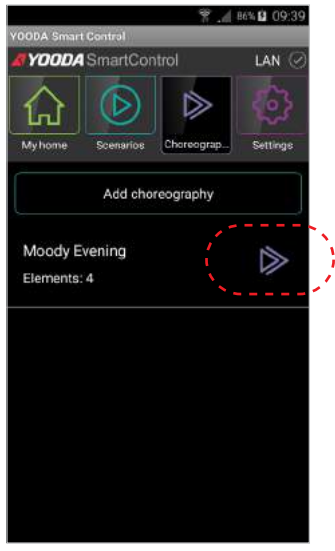 86% 09:39
YOODA Smart Control
YOODA SmartControl LAN
My home Scenarios Choreograp... Settings
Add choreography
Moody Evening
Elements: 4